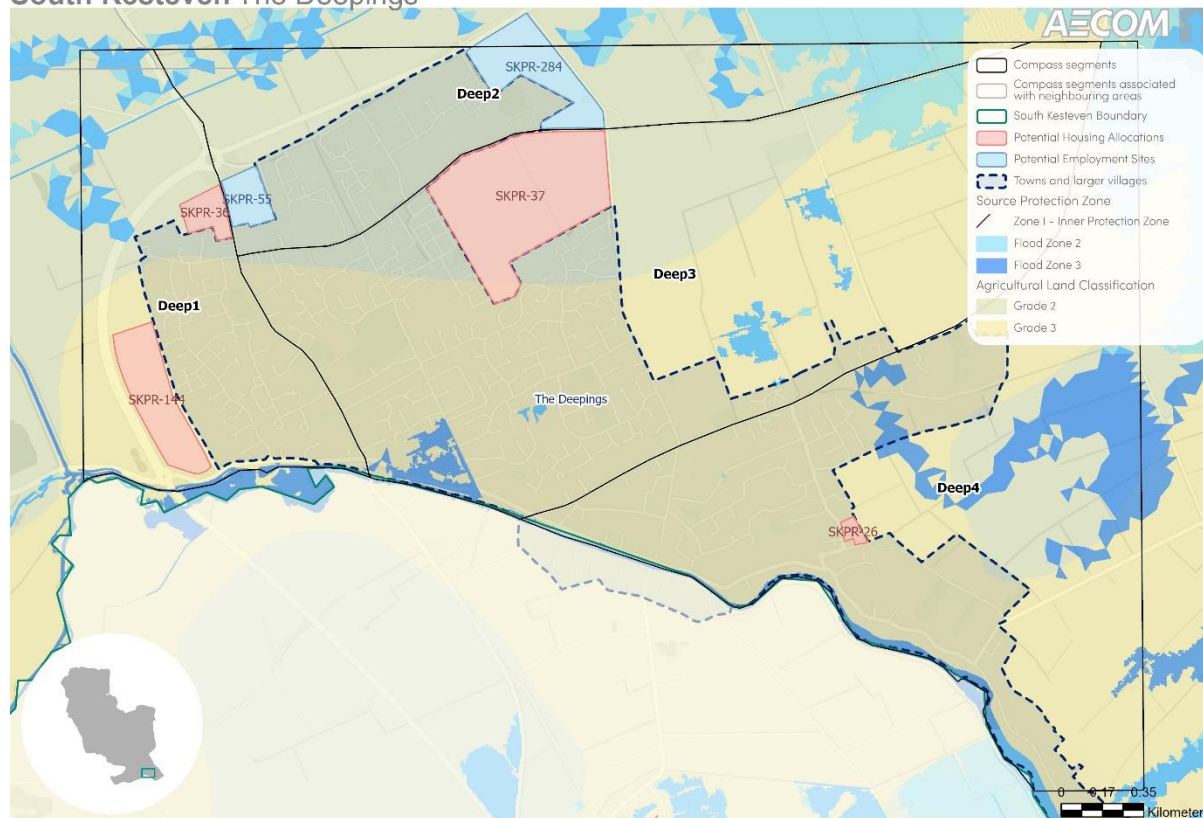 South Kesteven The Deepings
AECOM
Compass segments
Compass segments associated
with neighbouring areas
South Kesteven Boundary
Potential Housing Allocations
Potential Employment Sites
Towns and larger villages
Source Protection Zone
Zone I - Inner Protection Zone
Flood Zone 2
Flood Zone 3
Agricultural Land Classification
Grade 2
Grade 3
SKPR-284
Deep2
SKPR-55
SKPR-36
SKPR-37
Deep3
Deep1
SKPR-144
The Deepings
Deep4
SKPR-26
0 0.17 0.35
Kilometer